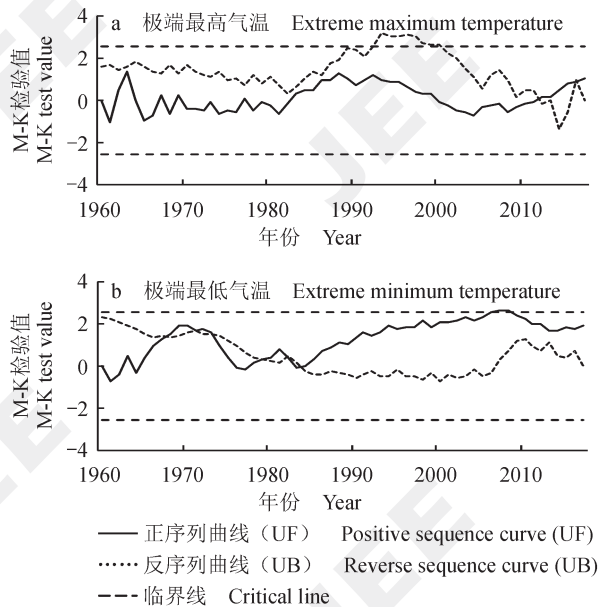 a 极端最高气温 Extreme maximum temperature
M-K检验值
M-K test value
4
2
0
−2
−4
1960 1970 1980 1990 2000 2010
年份 Year
b 极端最低气温 Extreme minimum temperature
M-K检验值
M-K test value
4
2
0
−2
−4
1960 1970 1980 1990 2000 2010
年份 Year
正序列曲线（UF） Positive sequence curve (UF)
反序列曲线（UB） Reverse sequence curve (UB)
临界线 Critical line
JEE
JEE